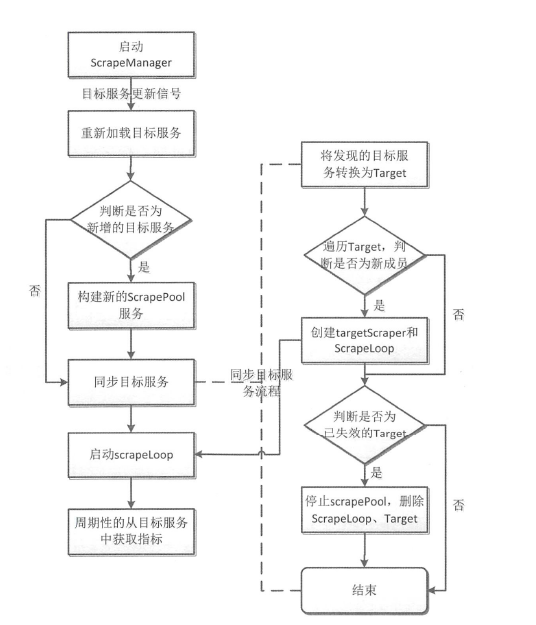 启动
ScrapeManager
目标服务更新信号
重新加载目标服务
判断是否为
新增的目标服务
是
否
构建新的ScrapePool
服务
同步目标服务
启动scrapeLoop
周期性的从目标服务
中获取指标
同步目标服
务流程
将发现的目标服
务转换为Target
遍历Target，判
断是否为新成员
是
否
创建targetScraper和
ScrapeLoop
判断是否为
已失效的Target
是
否
停止scrapePool，删除
ScrapeLoop、Target
结束